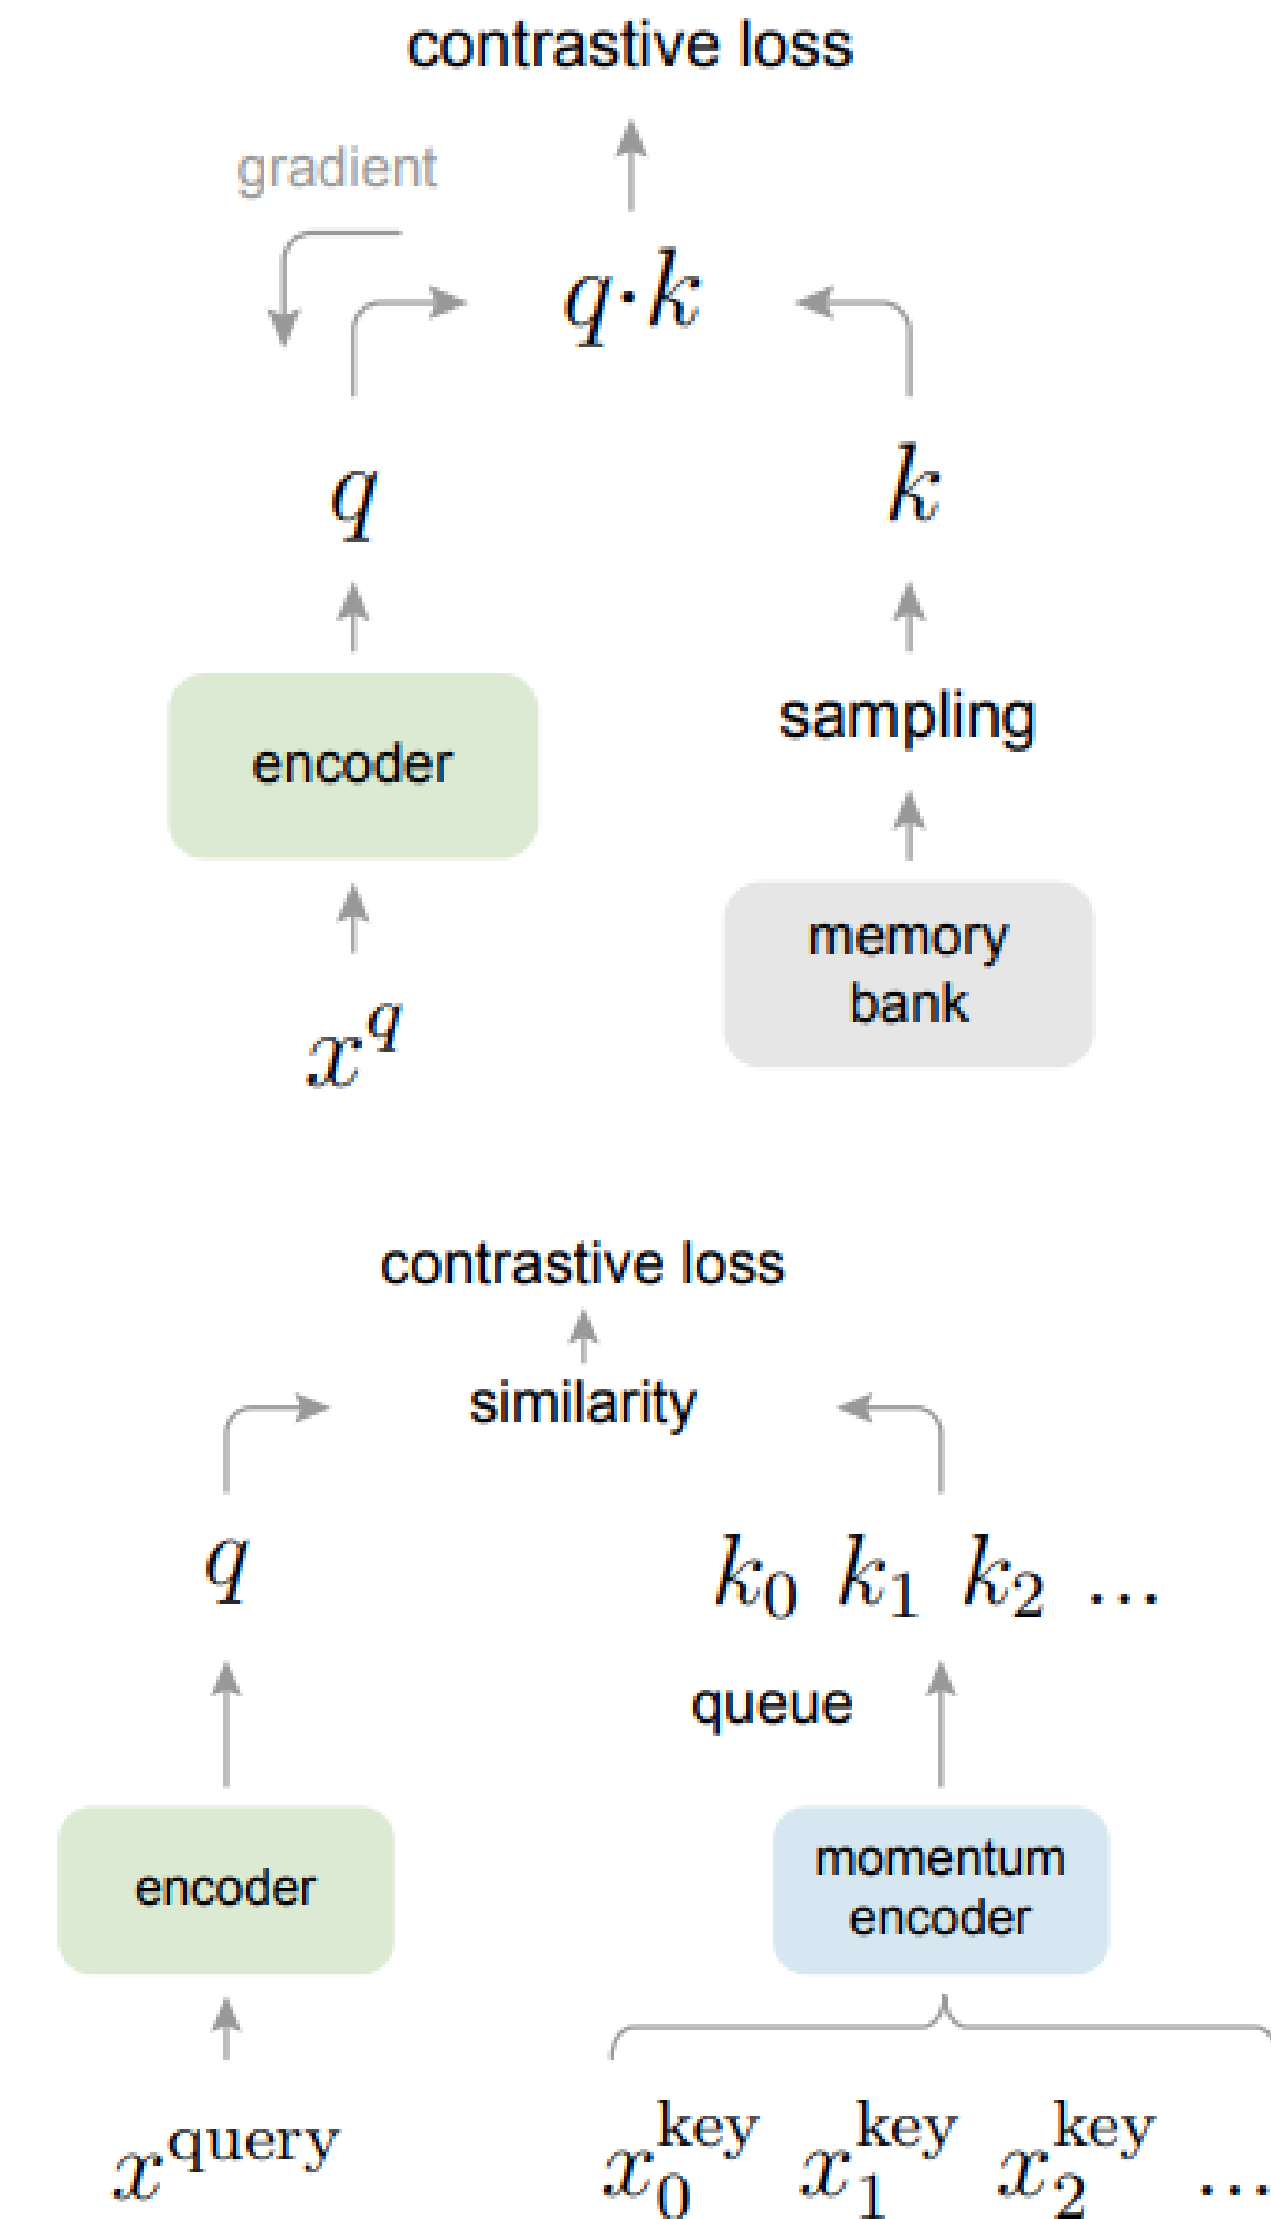 contrastive loss
gradient
q·k
q k
encoder
sampling
memory
bank
x^q
contrastive loss
similarity
q k_0 k_1 k_2 ...
queue
encoder
momentum
encoder
x^query x_0^key x_1^key x_2^key ...